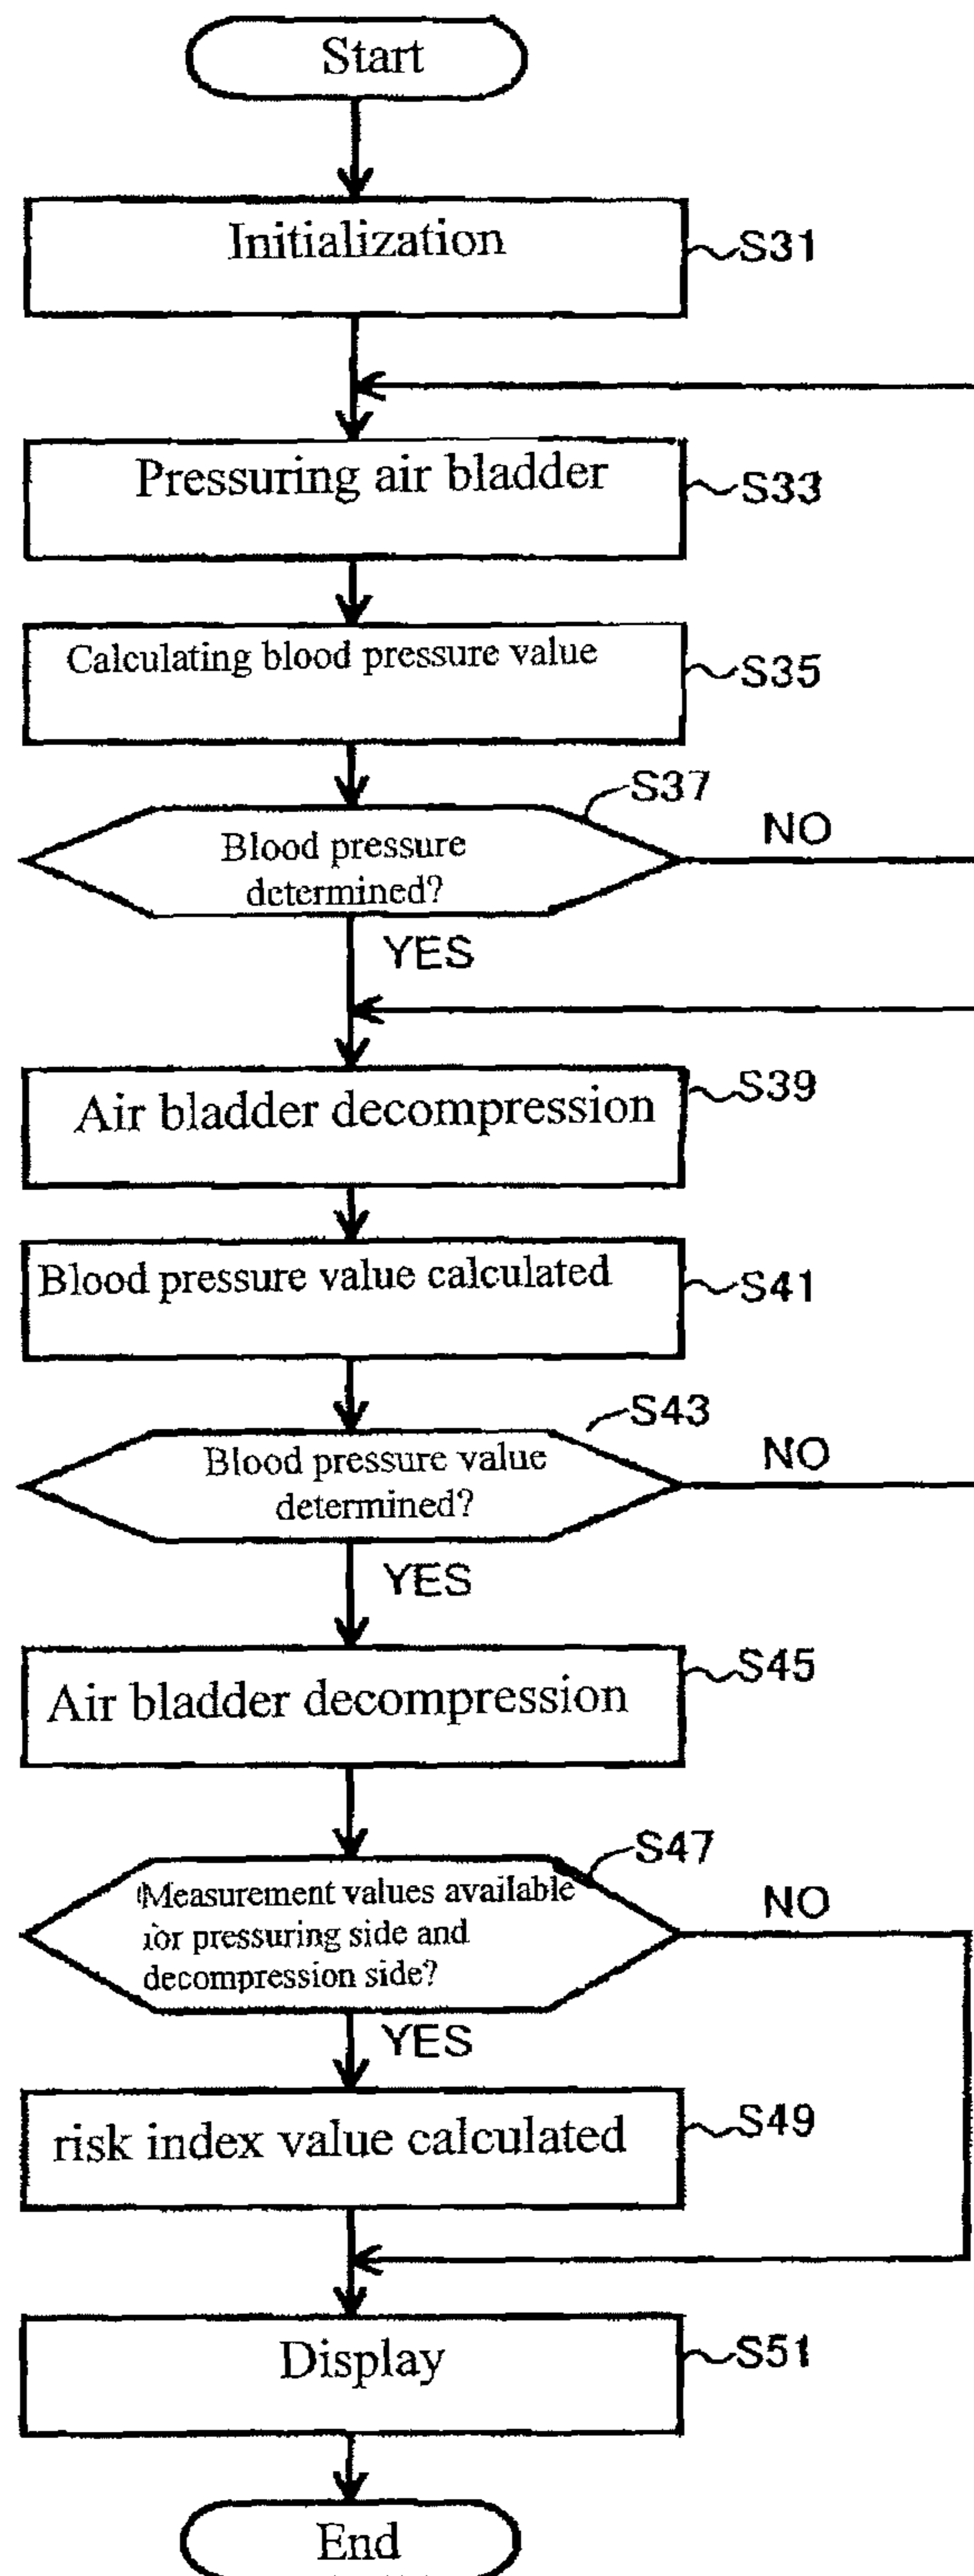 Start
Initialization
S31
Pressuring air bladder
S33
Calculating blood pressure value
S35
S37
Blood pressure
determined?
NO
YES
Air bladder decompression
S39
Blood pressure value calculated
S41
S43
Blood pressure value
determined?
NO
YES
Air bladder decompression
S45
S47
Measurement values available
for pressuring side and
decompression side?
NO
YES
risk index value calculated
S49
Display
S51
End